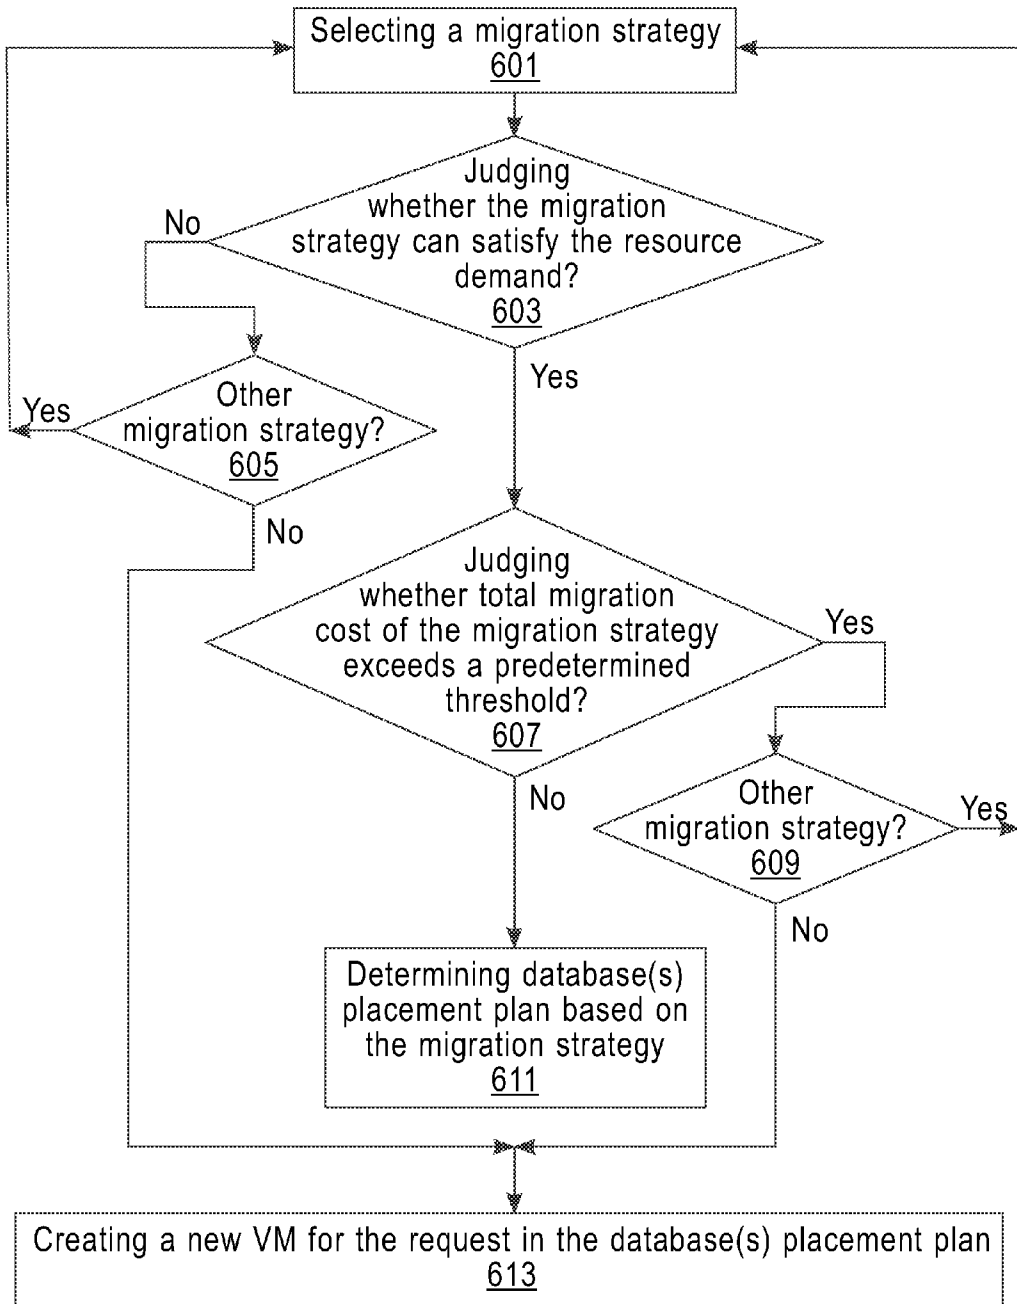 Selecting a migration strategy
601
Judging
whether the migration
strategy can satisfy the resource
demand?
603
No
Yes
Other
migration strategy?
605
Yes
No
Judging
whether total migration
cost of the migration strategy
exceeds a predetermined
threshold?
607
Yes
No
Other
migration strategy?
609
Yes
No
Determining database(s)
placement plan based on
the migration strategy
611
Creating a new VM for the request in the database(s) placement plan
613